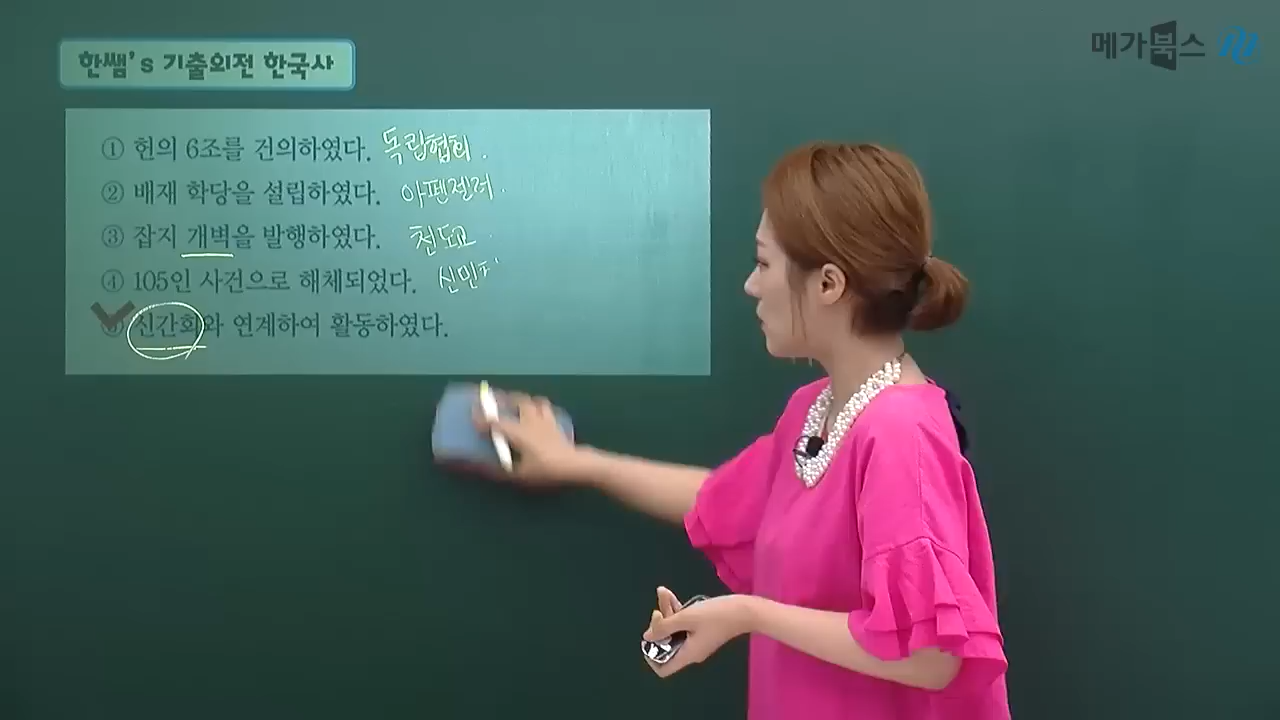 한쌤's 기출의전 한국사
메가북스
① 헌의 6조를 건의하였다. 독립협회.
② 배재 학당을 설립하였다. 아펜젤러.
③ 잡지 개벽을 발행하였다. 천도교.
④ 105인 사건으로 해체되었다. 신민
⑤ 신간회와 연계하여 활동하였다.